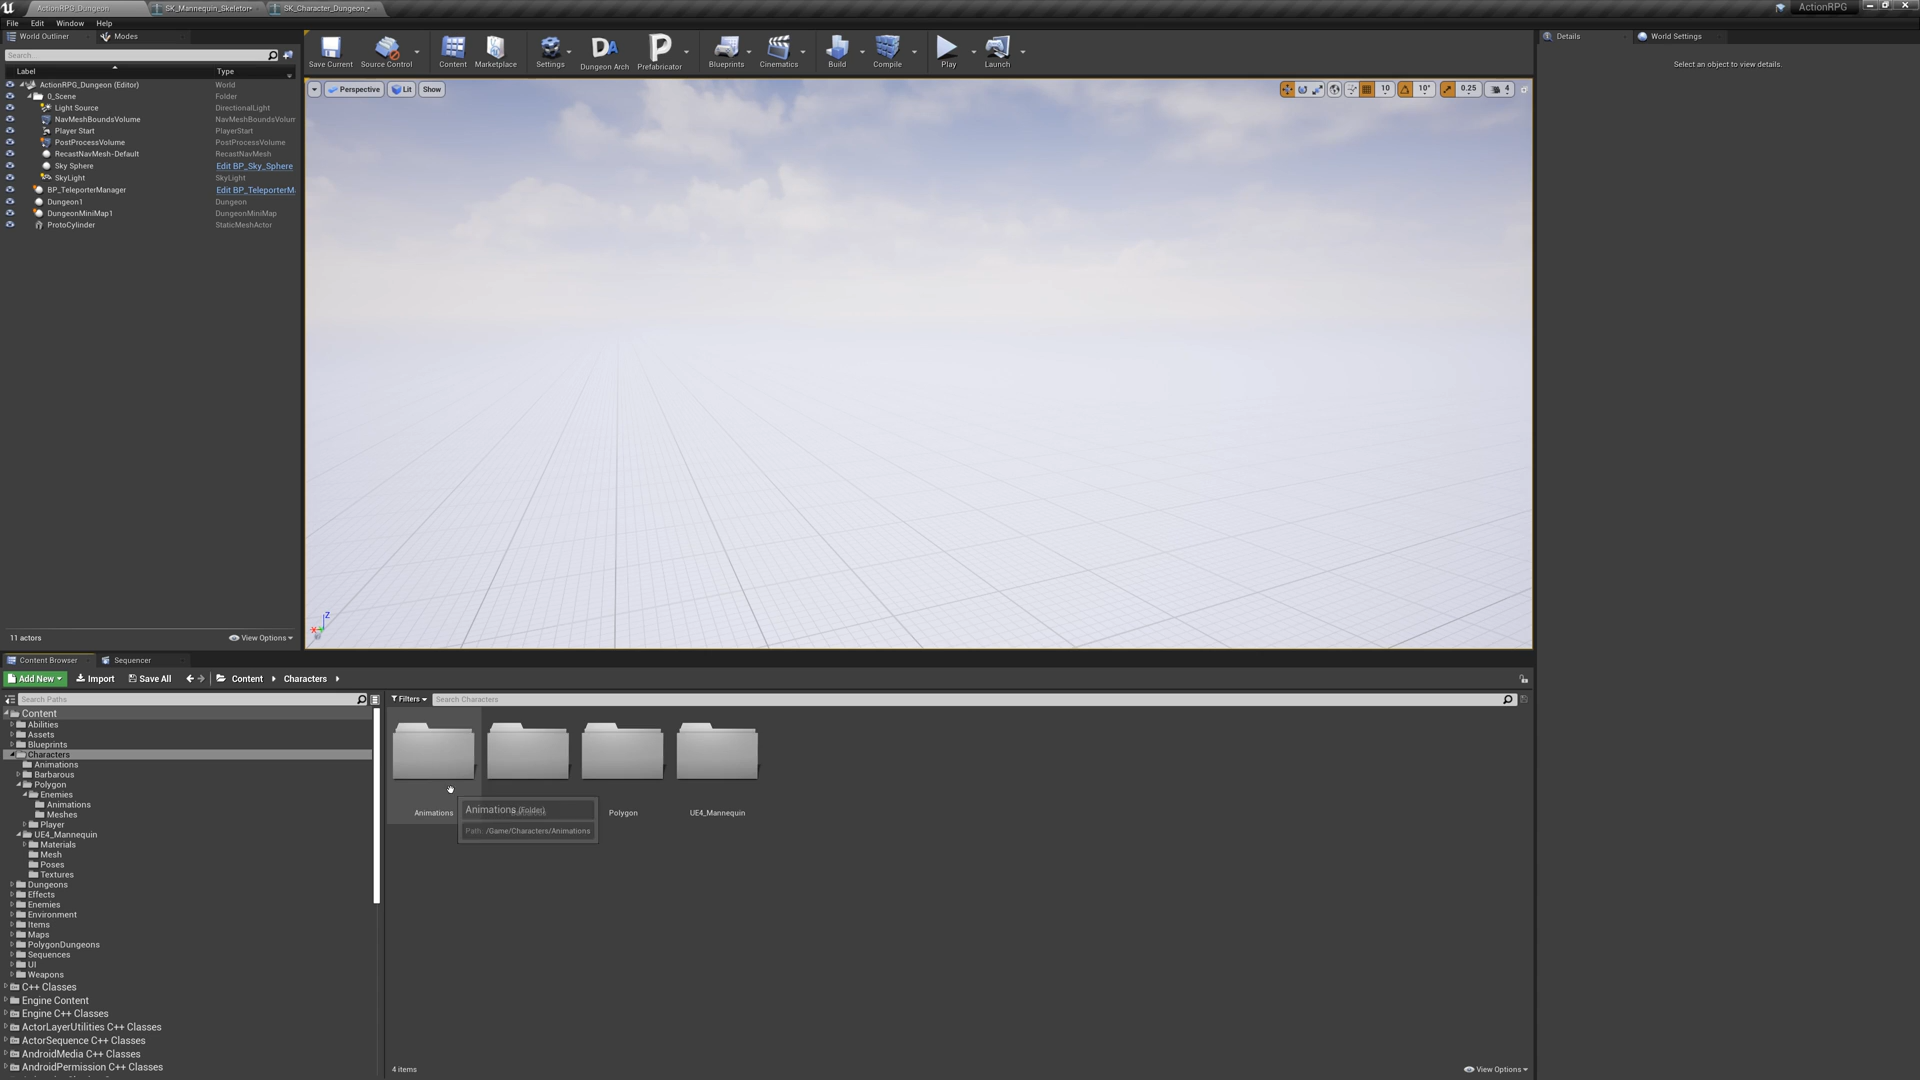 ActionRPG_Dungeon
SK_Mannequin_Skeleton•
SK_Character_Dungeon_•
ActionRPG
File Edit Window Help
World Outliner
Modes
Search...
Label
Type
ActionRPG_Dungeon (Editor) World
0_Scene Folder
Light Source DirectionalLight
NavMeshBoundsVolume NavMeshBoundsVolum
Player Start PlayerStart
PostProcessVolume PostProcessVolume
RecastNavMesh-Default RecastNavMesh
Sky Sphere Edit BP_Sky_Sphere
SkyLight SkyLight
BP_TeleporterManager Edit BP_TeleporterM
Dungeon1 Dungeon
DungeonMiniMap1 DungeonMiniMap
ProtoCylinder StaticMeshActor
11 actors
View Options
Save Current
Source Control
Content
Marketplace
Settings
Dungeon Arch
Prefabricator
Blueprints
Cinematics
Build
Compile
Play
Launch
Perspective
Lit
Show
10
10°
0.25
4
Z
X
Details
World Settings
Select an object to view details.
Content Browser
Sequencer
Add New
Import
Save All
Content
Characters
Search Paths
Filters
Search Characters
Content
Abilities
Assets
Blueprints
Characters
Animations
Barbarous
Polygon
Enemies
Animations
Meshes
Player
UE4_Mannequin
Materials
Mesh
Poses
Textures
Dungeons
Effects
Enemies
Environment
Items
Maps
PolygonDungeons
Sequences
UI
Weapons
C++ Classes
Engine Content
Engine C++ Classes
ActorLayerUtilities C++ Classes
ActorSequence C++ Classes
AndroidMedia C++ Classes
AndroidPermission C++ Classes
Animations
Polygon
UE4_Mannequin
Animations (Folder)
Path: /Game/Characters/Animations
4 items
View Options